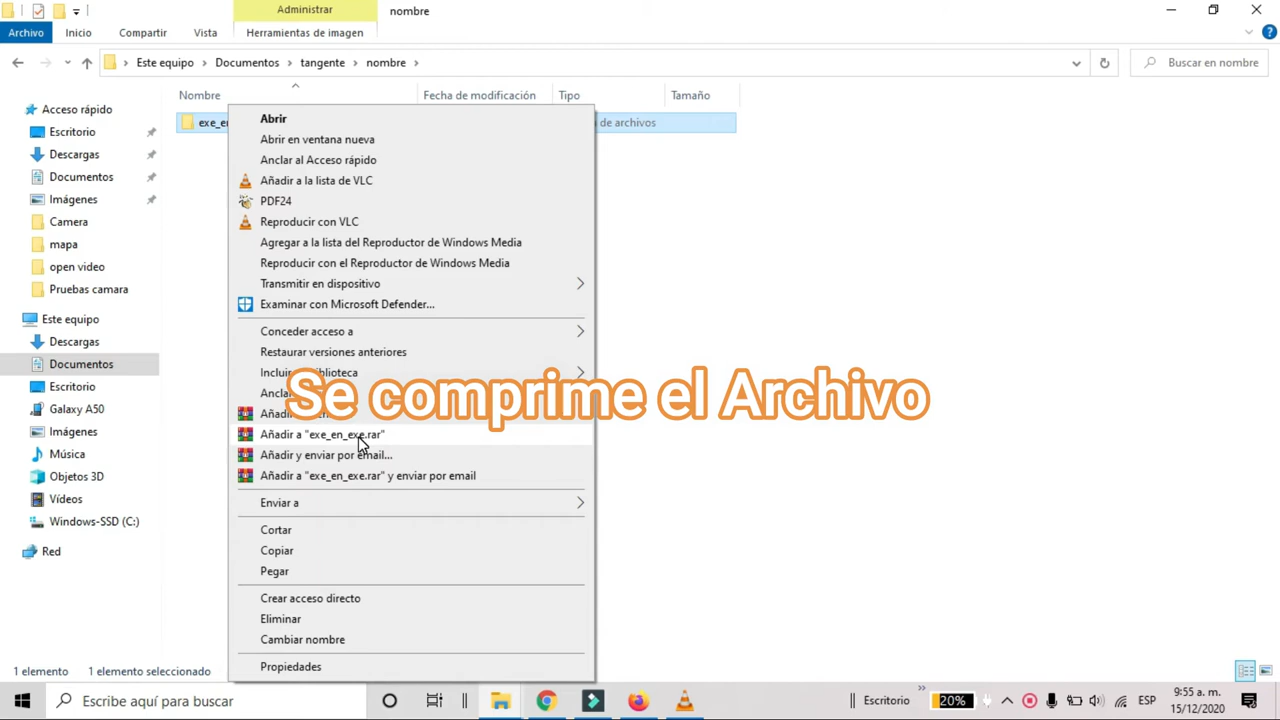 Administrar
nombre
Archivo
Inicio
Compartir
Vista
Herramientas de imagen
Este equipo
Documentos
tangente
nombre
Buscar en nombre
Nombre
Fecha de modificación
Tipo
Tamaño
de archivos
Acceso rápido
Escritorio
Descargas
Documentos
Imágenes
Camera
mapa
open video
Pruebas camara
Este equipo
Descargas
Documentos
Escritorio
Galaxy A50
Imágenes
Música
Objetos 3D
Vídeos
Windows-SSD (C:)
Red
Abrir
Abrir en ventana nueva
Anclar al Acceso rápido
Añadir a la lista de VLC
PDF24
Reproducir con VLC
Agregar a la lista del Reproductor de Windows Media
Reproducir con el Reproductor de Windows Media
Transmitir en dispositivo
Examinar con Microsoft Defender...
Conceder acceso a
Restaurar versiones anteriores
Se comprime el Archivo
Añadir a "exe_en_exe.rar"
Añadir y enviar por email...
Añadir a "exe_en_exe.rar" y enviar por email
Enviar a
Cortar
Copiar
Pegar
Crear acceso directo
Eliminar
Cambiar nombre
Propiedades
1 elemento
1 elemento seleccionado
Escribe aquí para buscar
Escritorio
20%
ESP
9:55 a. m.
15/12/2020